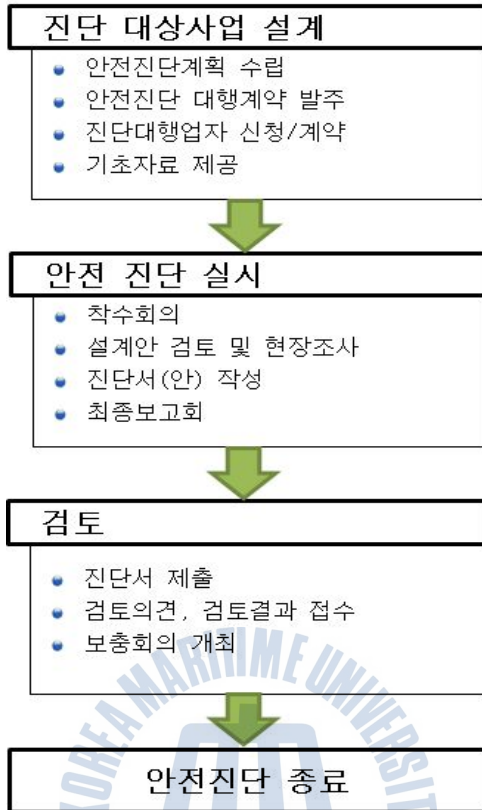 진단 대상사업 설계
안전진단계획 수립
안전진단 대행계약 발주
진단대행업자 신청/계약
기초자료 제공
안전 진단 실시
착수회의
설계안 검토 및 현장조사
진단서(안) 작성
최종보고회
검토
진단서 제출
검토의견, 검토결과 접수
보충회의 개최
KOREA MARITIME UNIVERSITY
안전진단 종료